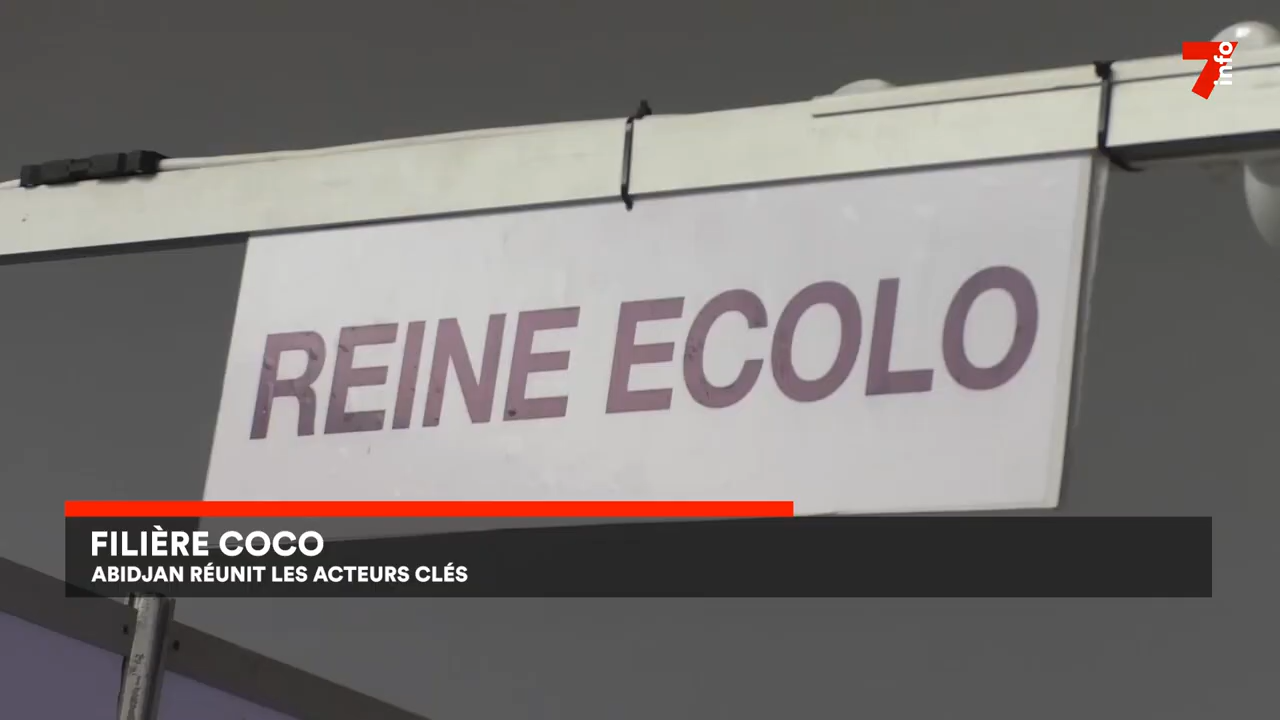 7info
REINE ECOLO
FILIÈRE COCO
ABIDJAN RÉUNIT LES ACTEURS CLÉS